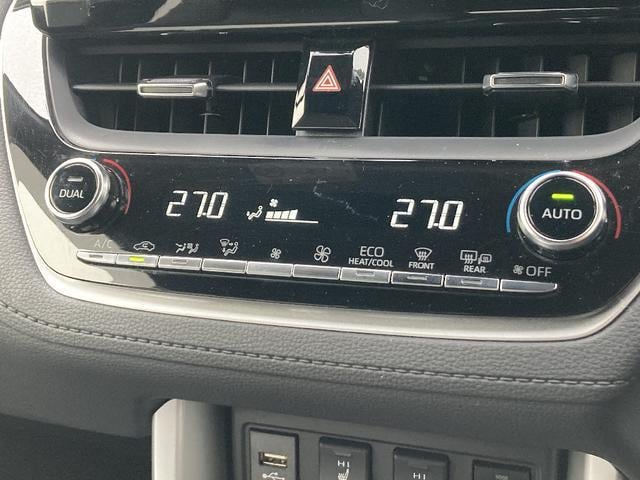 DUAL
27.0
27.0
AUTO
A/C
ECO
HEAT/COOL
FRONT
REAR
OFF
HI
HI